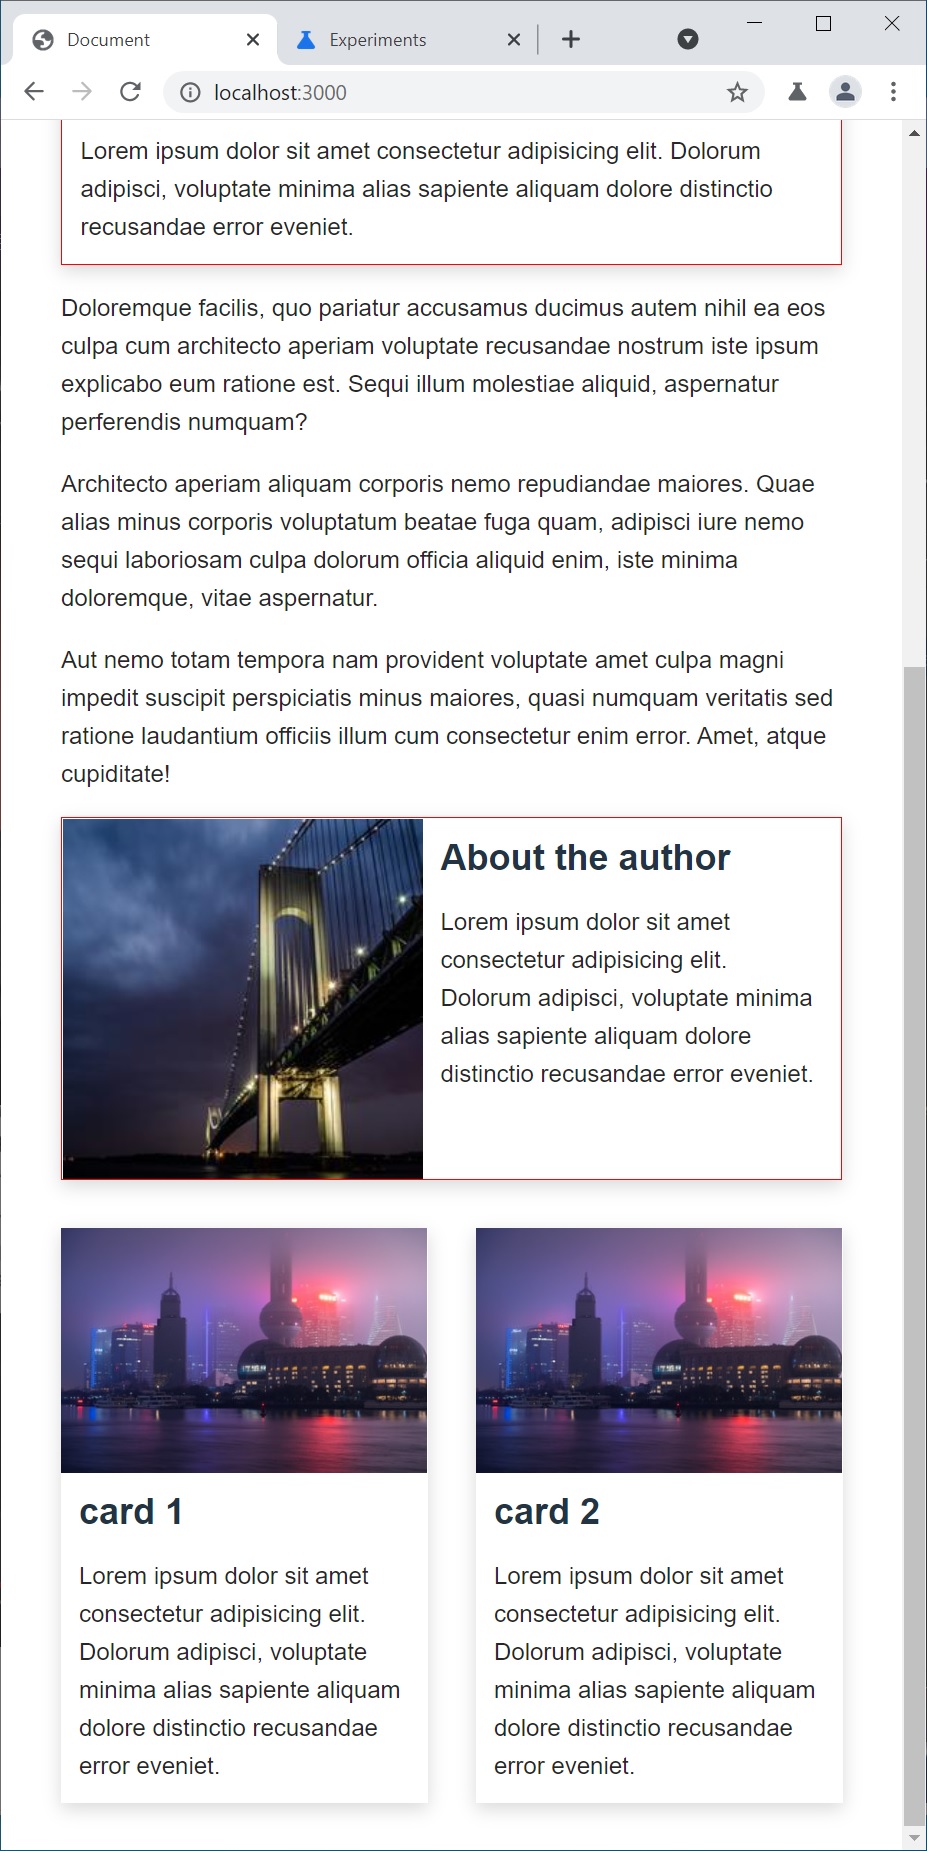 Document
Experiments
localhost:3000
Lorem ipsum dolor sit amet consectetur adipisicing elit. Dolorum
adipisci, voluptate minima alias sapiente aliquam dolore distinctio
recusandae error eveniet.
Doloremque facilis, quo pariatur accusamus ducimus autem nihil ea eos
culpa cum architecto aperiam voluptate recusandae nostrum iste ipsum
explicabo eum ratione est. Sequi illum molestiae aliquid, aspernatur
perferendis numquam?
Architecto aperiam aliquam corporis nemo repudiandae maiores. Quae
alias minus corporis voluptatum beatae fuga quam, adipisci iure nemo
sequi laboriosam culpa dolorum officia aliquid enim, iste minima
doloremque, vitae aspernatur.
Aut nemo totam tempora nam provident voluptate amet culpa magni
impedit suscipit perspiciatis minus maiores, quasi numquam veritatis sed
ratione laudantium officiis illum cum consectetur enim error. Amet, atque
cupiditate!
About the author
Lorem ipsum dolor sit amet
consectetur adipisicing elit.
Dolorum adipisci, voluptate minima
alias sapiente aliquam dolore
distinctio recusandae error eveniet.
card 1
Lorem ipsum dolor sit amet
consectetur adipisicing elit.
Dolorum adipisci, voluptate
minima alias sapiente aliquam
dolore distinctio recusandae
error eveniet.
card 2
Lorem ipsum dolor sit amet
consectetur adipisicing elit.
Dolorum adipisci, voluptate
minima alias sapiente aliquam
dolore distinctio recusandae
error eveniet.